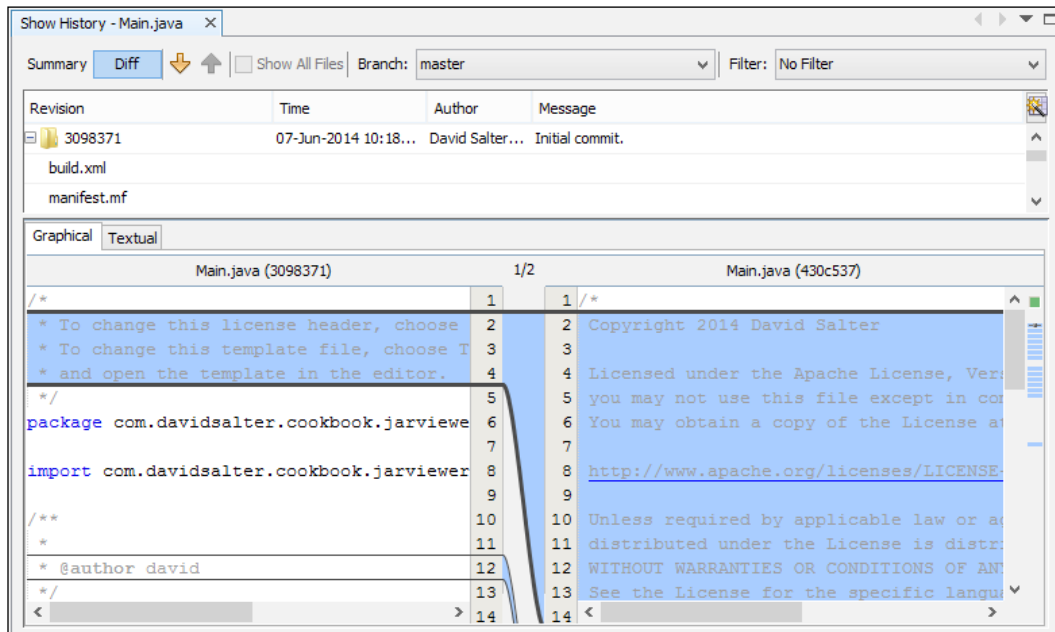 Show History - Main.java
Summary Diff Show All Files Branch: master Filter: No Filter
Revision Time Author Message
3098371 07-Jun-2014 10:18... David Salter... Initial commit.
build.xml
manifest.mf
Graphical Textual
Main.java (3098371) 1/2 Main.java (430c537)
/* 1 1 /*
* To change this license header, choose 2 2 Copyright 2014 David Salter
* To change this template file, choose T 3 3
* and open the template in the editor. 4 4 Licensed under the Apache License, Vers
*/ 5 5 you may not use this file except in com
package com.davidsalter.cookbook.jarviewe 6 6 You may obtain a copy of the License at
7 7
import com.davidsalter.cookbook.jarviewer 8 8 http://www.apache.org/licenses/LICENSE-
9 9
/** 10 10 Unless required by applicable law or ag
* 11 11 distributed under the License is distri
* @author david 12 12 WITHOUT WARRANTIES OR CONDITIONS OF ANY
*/ 13 13 See the License for the specific langua
14 14